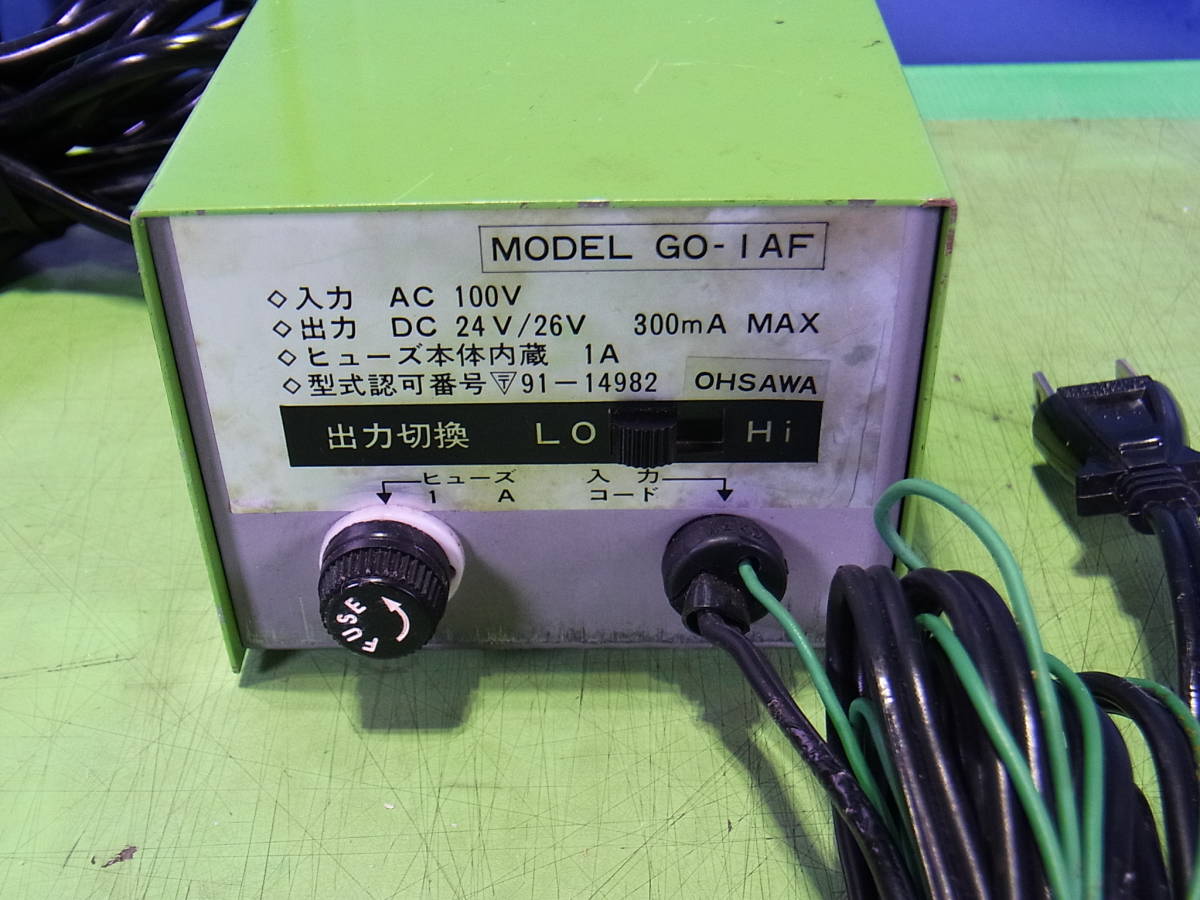 MODEL GO-1AF
◇入力 AC 100V
◇出力 DC 24V/26V 300mA MAX
◇ヒューズ本体内蔵 1A
◇型式認可番号 〒 91-14982 OHSAWA
出力切換 LO Hi
ヒューズ 1 A
入力コード
FUSE